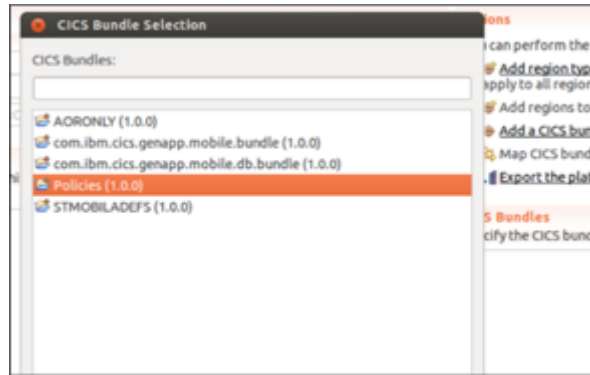 CICS Bundle Selection
CICS Bundles:
AORONLY (1.0.0)
com.ibm.cics.genapp.mobile.bundle (1.0.0)
com.ibm.cics.genapp.mobile.db.bundle (1.0.0)
Policies (1.0.0)
STMOBILADEFS (1.0.0)
ions
can perform the
Add region typ
apply to all region
Add regions to
Add a CICS bun
Map CICS bund
Export the plat
S Bundles
cify the CICS bund